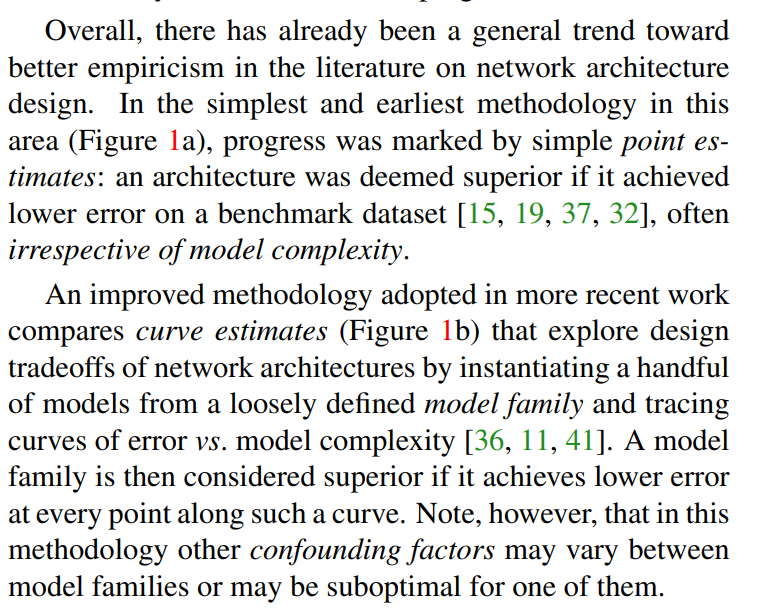 Overall, there has already been a general trend toward
better empiricism in the literature on network architecture
design. In the simplest and earliest methodology in this
area (Figure 1a), progress was marked by simple point es-
timates: an architecture was deemed superior if it achieved
lower error on a benchmark dataset [15, 19, 37, 32], often
irrespective of model complexity.
An improved methodology adopted in more recent work
compares curve estimates (Figure 1b) that explore design
tradeoffs of network architectures by instantiating a handful
of models from a loosely defined model family and tracing
curves of error vs. model complexity [36, 11, 41]. A model
family is then considered superior if it achieves lower error
at every point along such a curve. Note, however, that in this
methodology other confounding factors may vary between
model families or may be suboptimal for one of them.